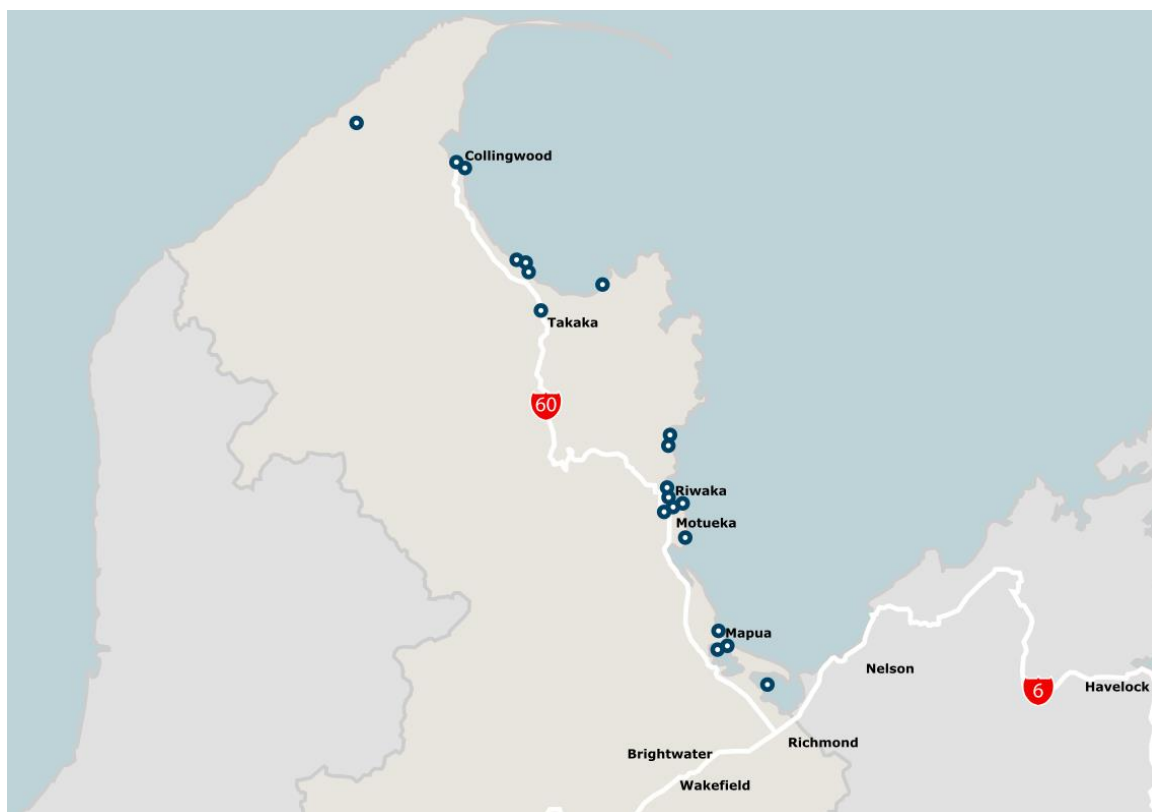 Collingwood
Takaka
60
Riwaka
Motueka
Mapua
Nelson
6
Havelock
Richmond
Brightwater
Wakefield